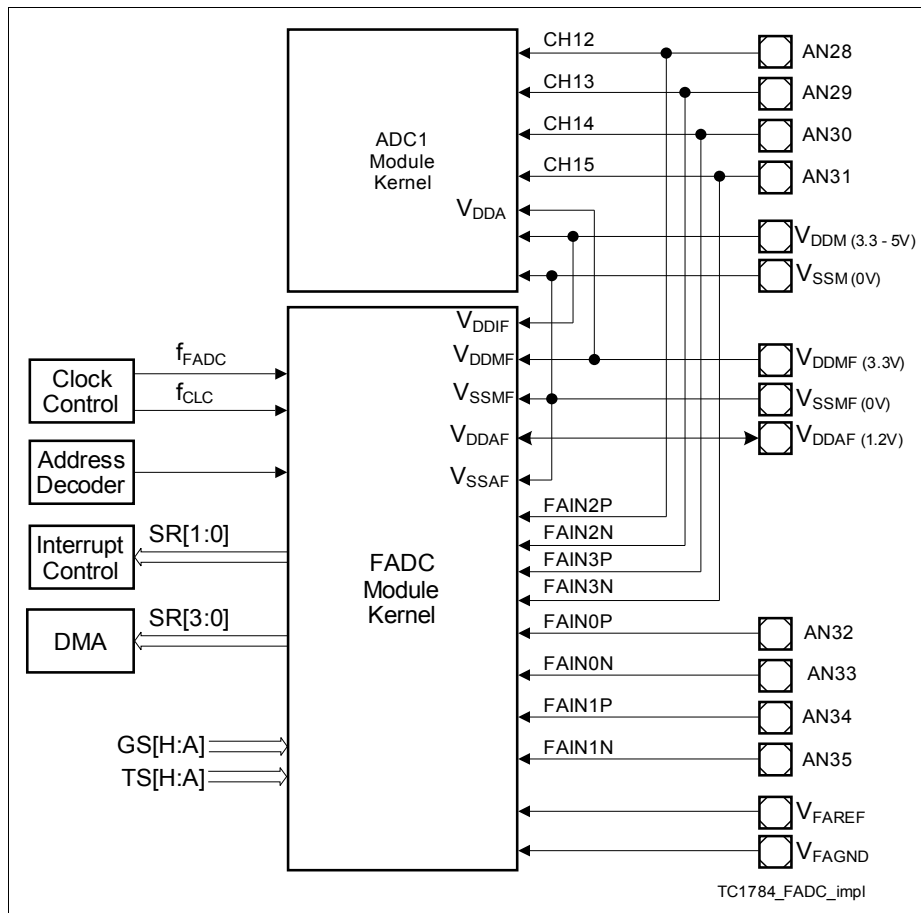 CH12
AN28
CH13
AN29
CH14
AN30
CH15
AN31
ADC1
Module
Kernel
VDDA
VDDM (3.3 - 5V)
VSSM (0V)
VDDIF
VDDMF
VDDMF (3.3V)
VSSMF
VSSMF (0V)
VDDAF
VDDAF (1.2V)
VSSAF
fFADC
Clock
Control
fCLC
Address
Decoder
Interrupt
Control
SR[1:0]
DMA
SR[3:0]
GS[H:A]
TS[H:A]
FADC
Module
Kernel
FAIN2P
FAIN2N
FAIN3P
FAIN3N
FAIN0P
AN32
FAIN0N
AN33
FAIN1P
AN34
FAIN1N
AN35
VFAREF
VFAGND
TC1784_FADC_impl